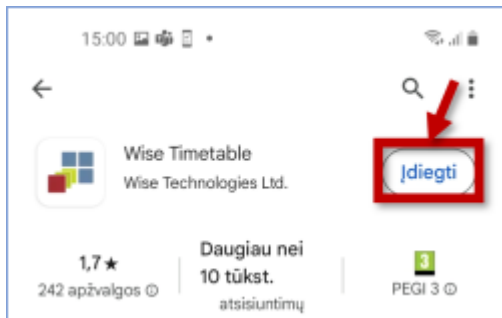 15:00
Wise Timetable
Wise Technologies Ltd.
Įdiegti
1,7★
242 apžvalgos
Daugiau nei
10 tūkst.
atsisiuntimų
3
PEGI 3